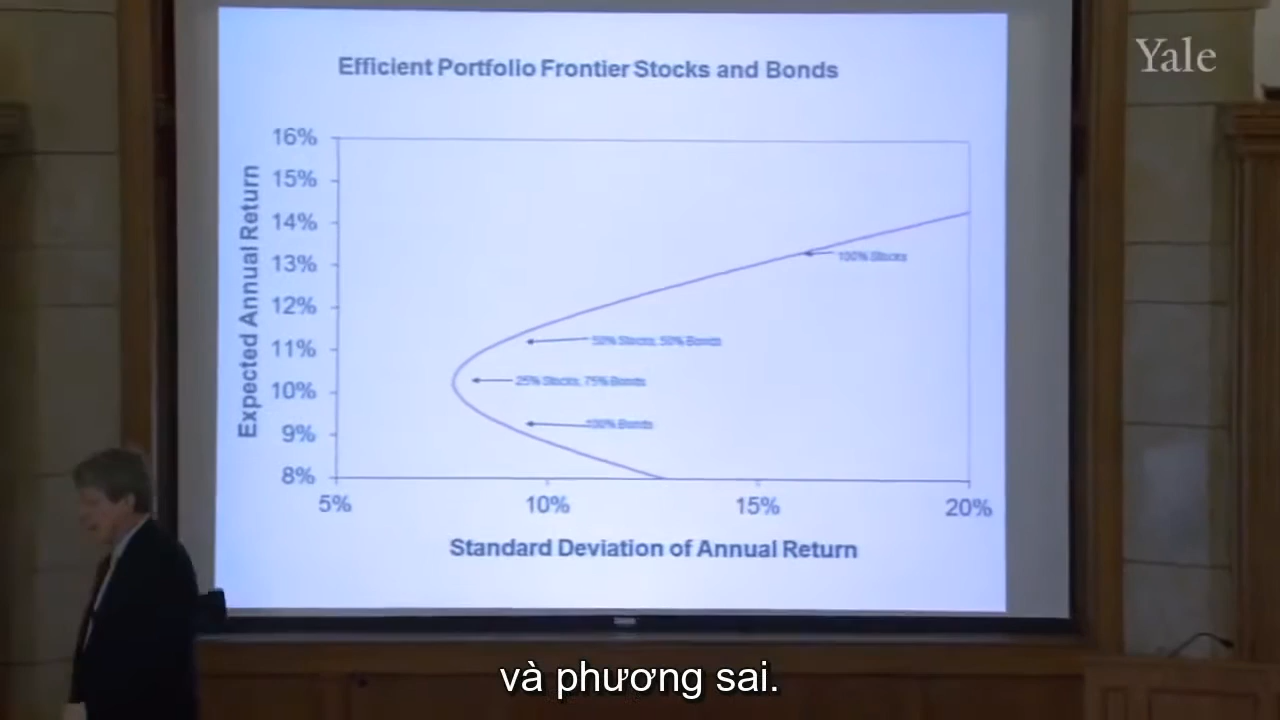 Yale
Efficient Portfolio Frontier Stocks and Bonds
16%
15%
14%
13%
12%
11%
10%
9%
8%
Expected Annual Return
100% Stocks
50% Stocks, 50% Bonds
25% Stocks, 75% Bonds
100% Bonds
5%
10%
15%
20%
Standard Deviation of Annual Return
và phương sai.